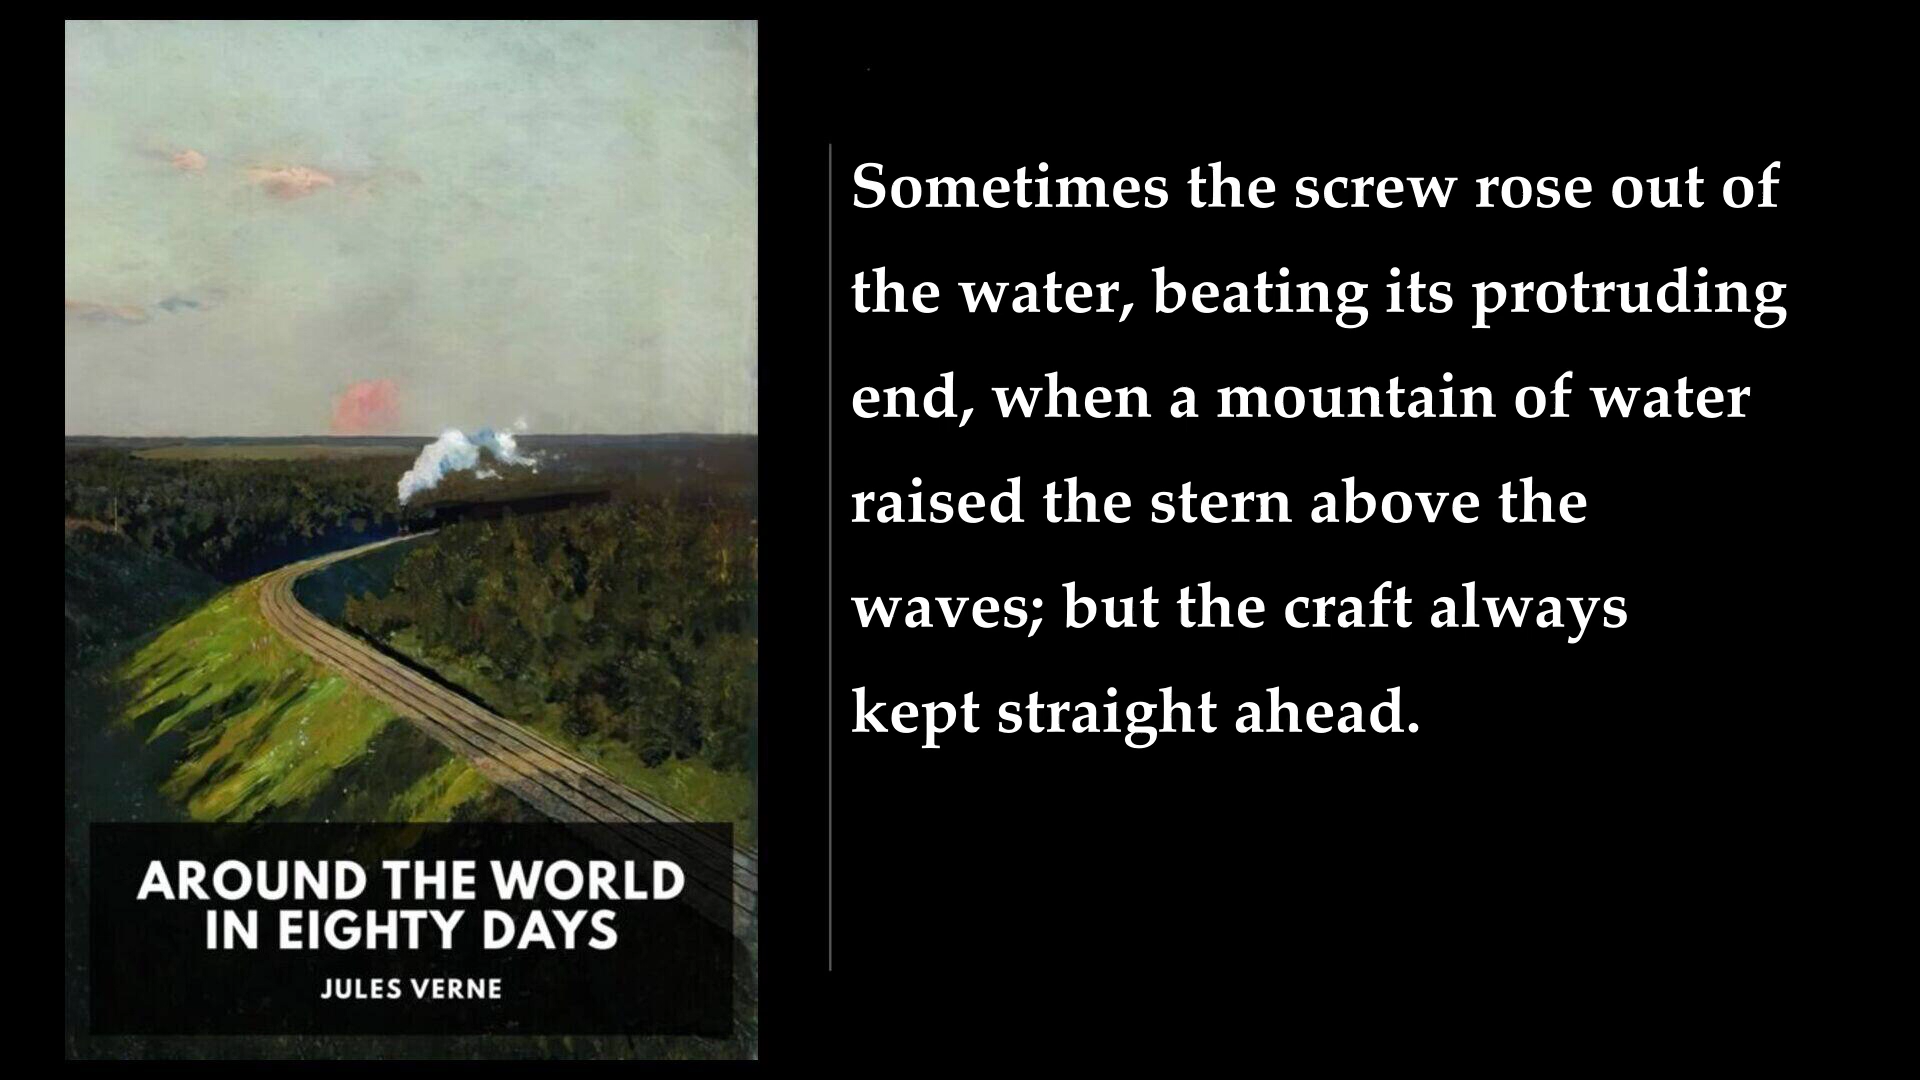 Sometimes the screw rose out of
the water, beating its protruding
end, when a mountain of water
raised the stern above the
waves; but the craft always
kept straight ahead.
AROUND THE WORLD
IN EIGHTY DAYS
JULES VERNE